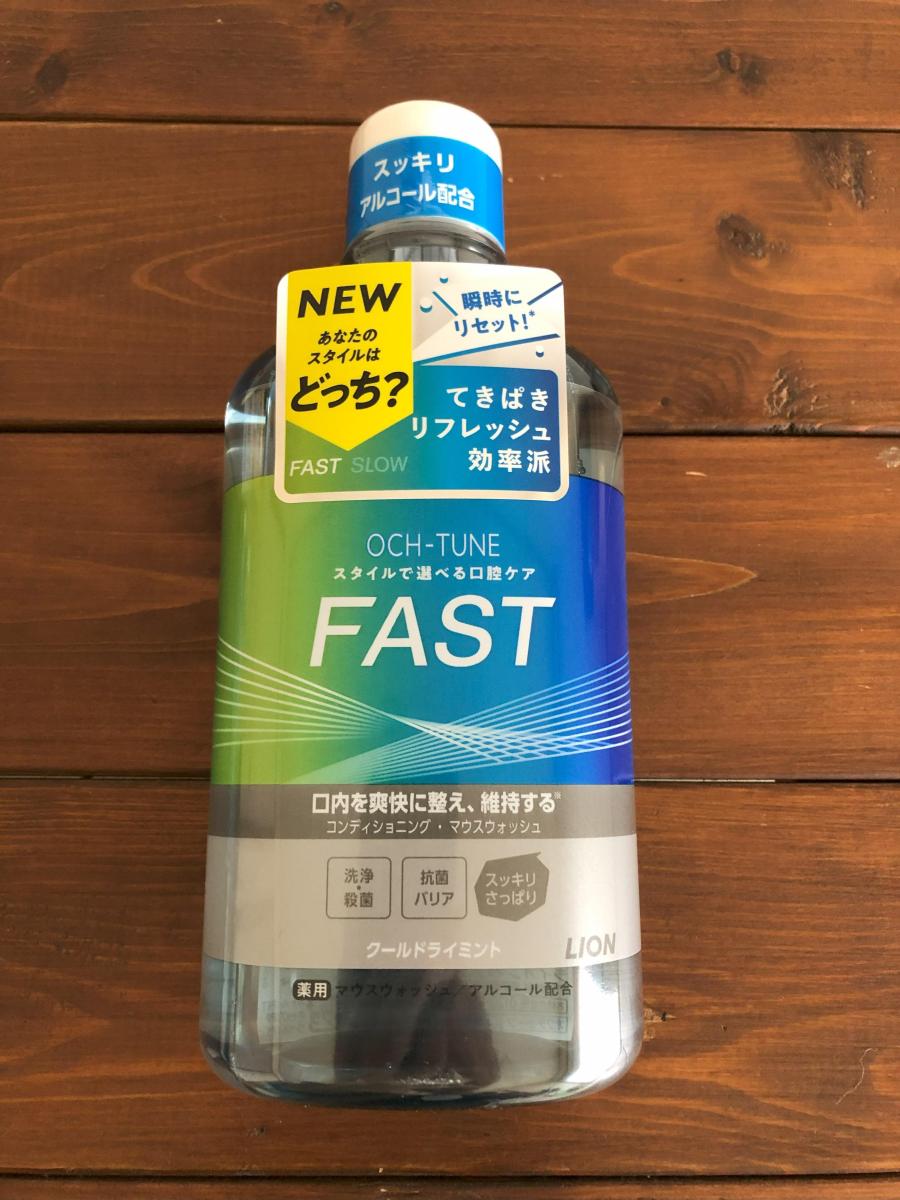 スッキリ
アルコール配合
NEW
あなたの
スタイルは
どっち?
FAST SLOW
瞬時に
リセット!*
てきぱき
リフレッシュ
効率派
OCH-TUNE
スタイルで選べる口腔ケア
FAST
口内を爽快に整え、維持する※
コンディショニング・マウスウォッシュ
洗浄
・
殺菌
抗菌
バリア
スッキリ
さっぱり
クールドライミント
LION
薬用 マウスウォッシュ/アルコール配合